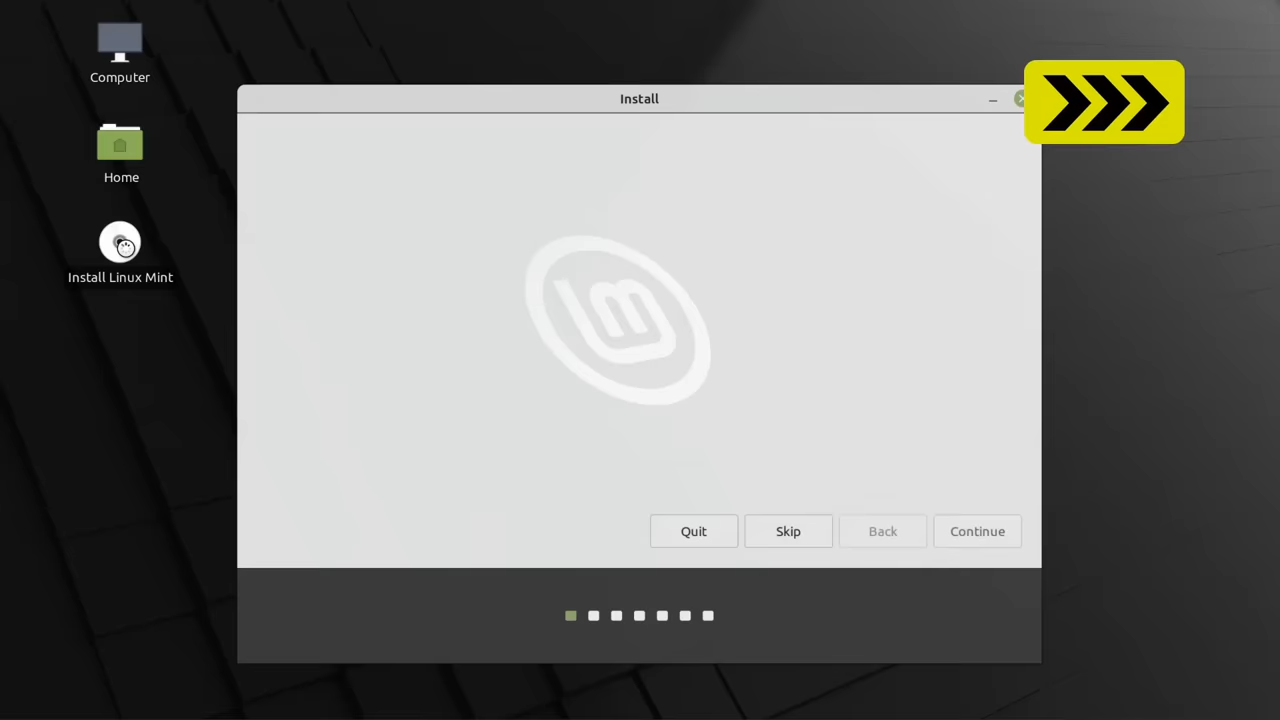 Computer
Install
Home
Install Linux Mint
Quit
Skip
Back
Continue